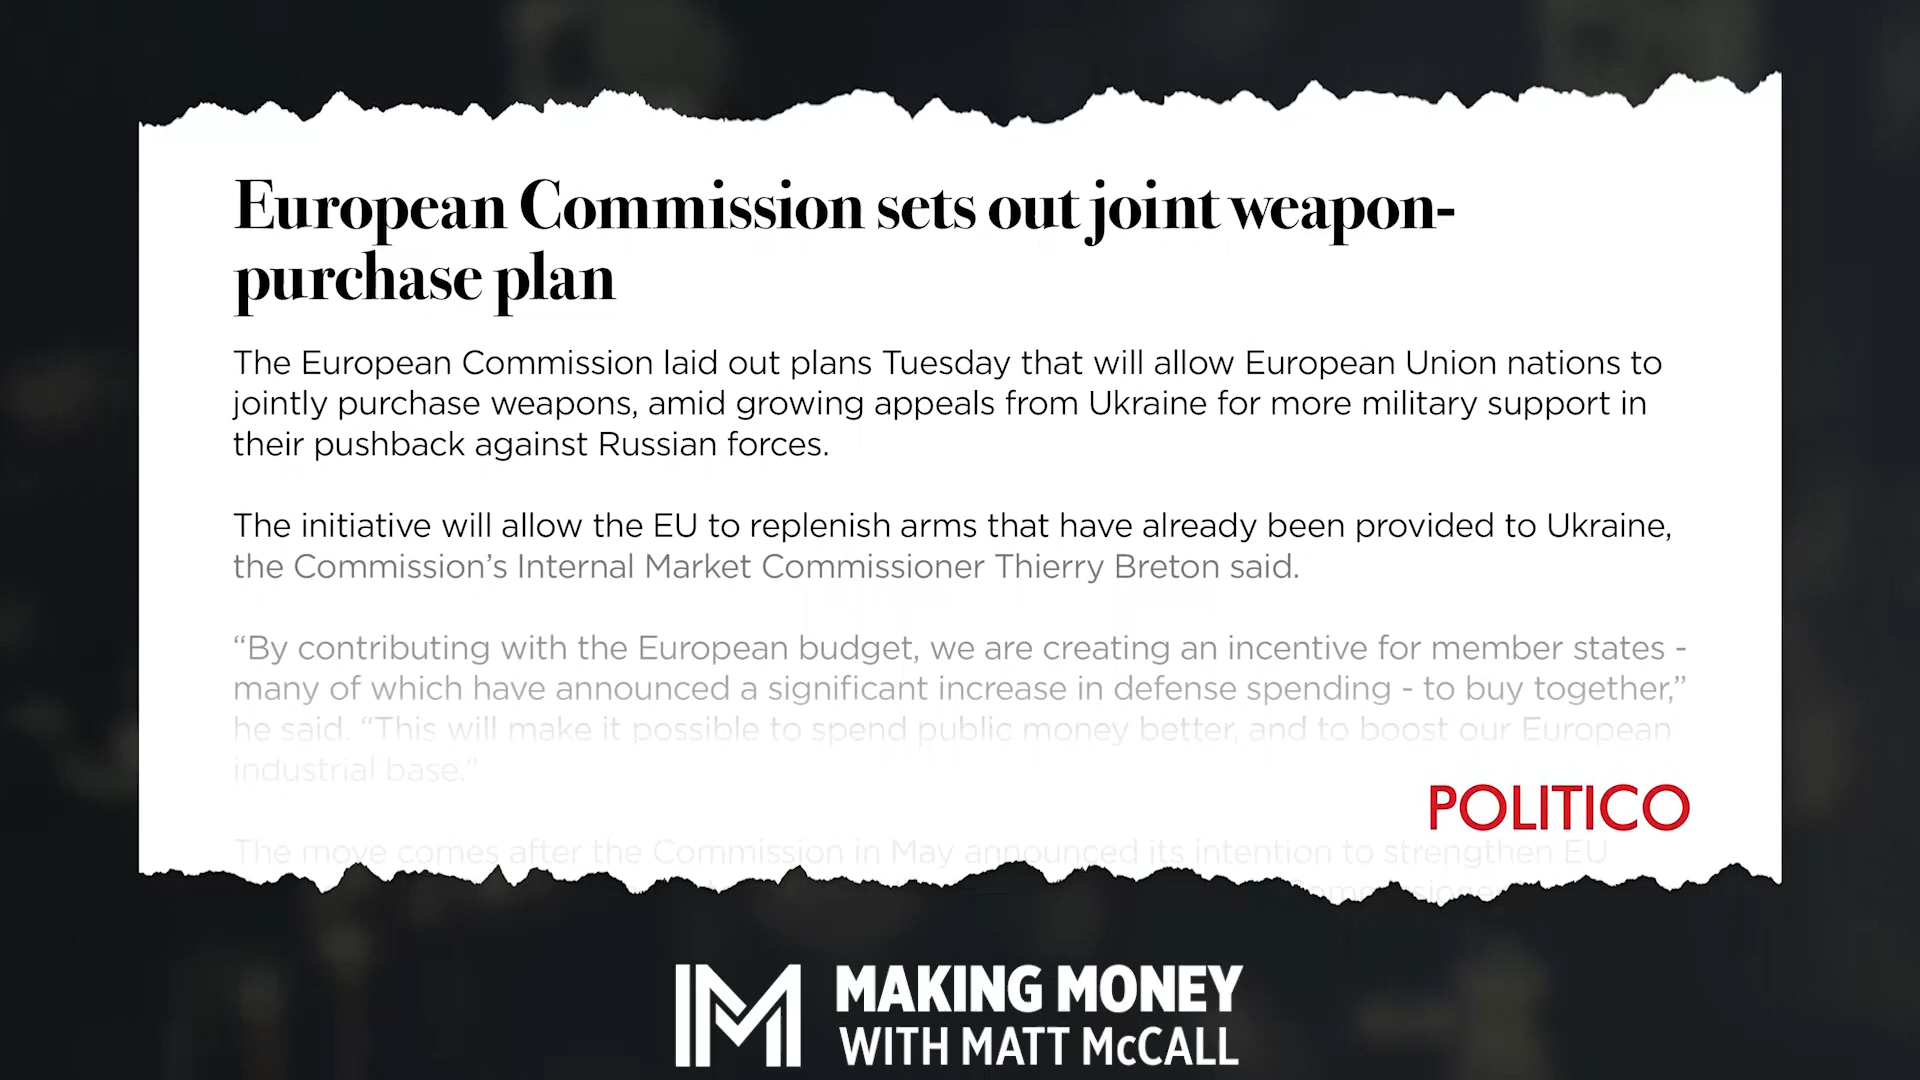 European Commission sets out joint weapon-
purchase plan
The European Commission laid out plans Tuesday that will allow European Union nations to
jointly purchase weapons, amid growing appeals from Ukraine for more military support in
their pushback against Russian forces.
The initiative will allow the EU to replenish arms that have already been provided to Ukraine,
the Commission’s Internal Market Commissioner Thierry Breton said.
“By contributing with the European budget, we are creating an incentive for member states -
many of which have announced a significant increase in defense spending - to buy together,”
he said. “This will make it possible to spend public money better, and to boost our European
industrial base."
POLITICO
The move comes after the Commission in May announced its intention to strengthen EU
MAKING MONEY
WITH MATT McCALL